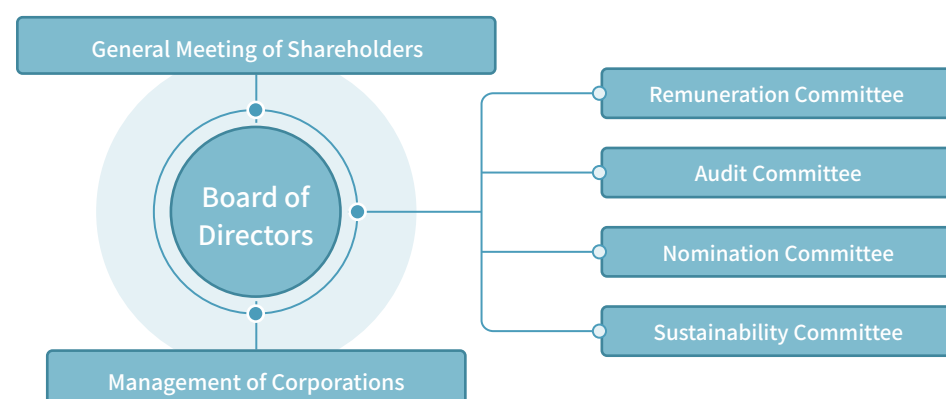 General Meeting of Shareholders
Board of
Directors
Remuneration Committee
Audit Committee
Nomination Committee
Sustainability Committee
Management of Corporations